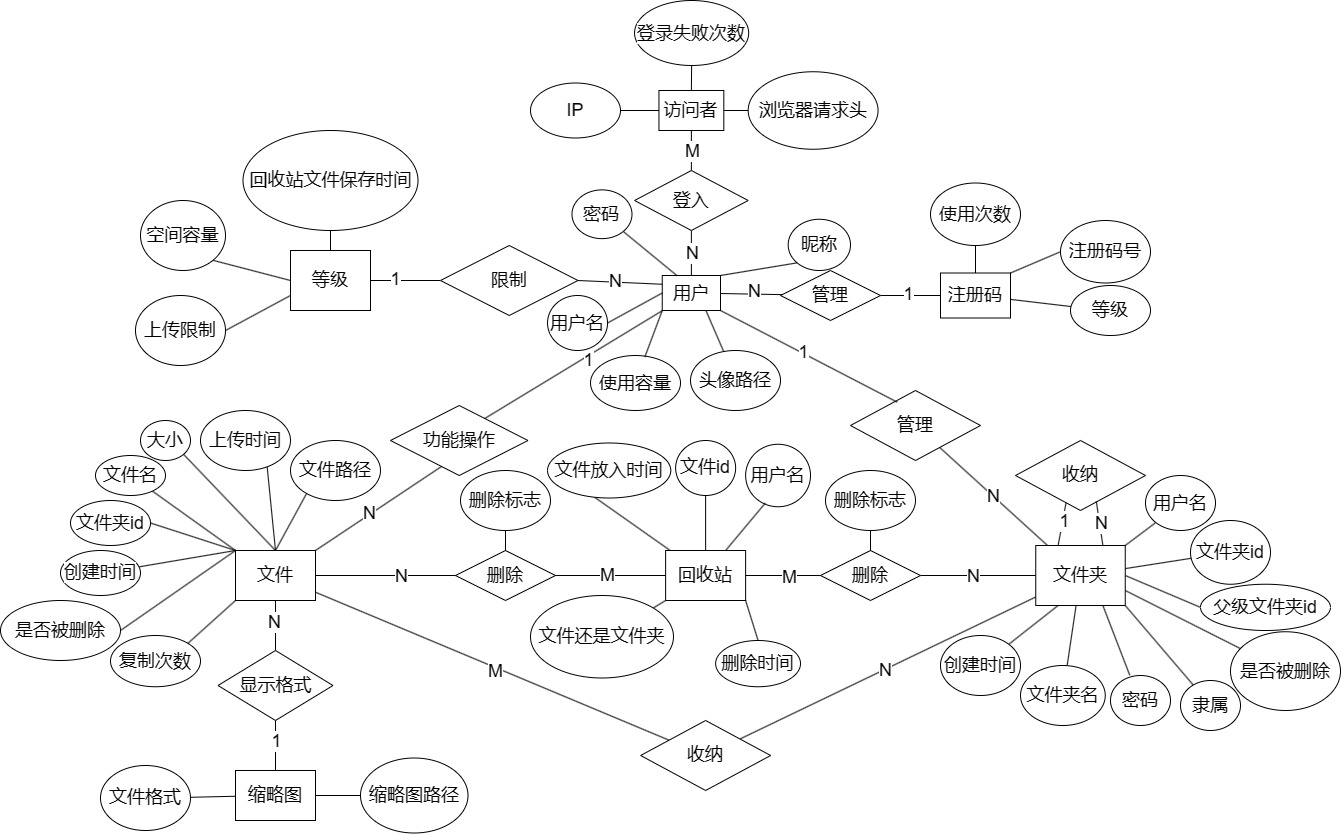 登录失败次数
IP
访问者
浏览器请求头
M
回收站文件保存时间
登入
密码
使用次数
空间容量
昵称
注册码号
N
等级
1
限制
N
用户
N
管理
1
注册码
等级
上传限制
用户名
1
1
使用容量
头像路径
大小
上传时间
功能操作
管理
文件名
文件路径
文件放入时间
文件id
用户名
收纳
删除标志
删除标志
N
用户名
文件夹id
N
1
N
创建时间
文件
N
删除
M
回收站
M
删除
N
文件夹
文件夹id
父级文件夹id
是否被删除
N
文件还是文件夹
复制次数
删除时间
创建时间
是否被删除
显示格式
M
N
文件夹名
密码
隶属
1
收纳
文件格式
缩略图
缩略图路径